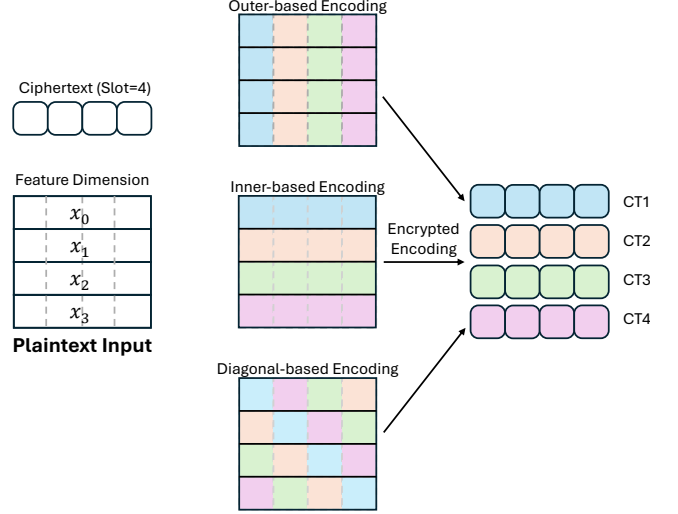 Outer-based Encoding
Ciphertext (Slot=4)
Feature Dimension
x₀
x₁
x₂
x₃
Plaintext Input
Inner-based Encoding
Encrypted
Encoding
Diagonal-based Encoding
CT1
CT2
CT3
CT4